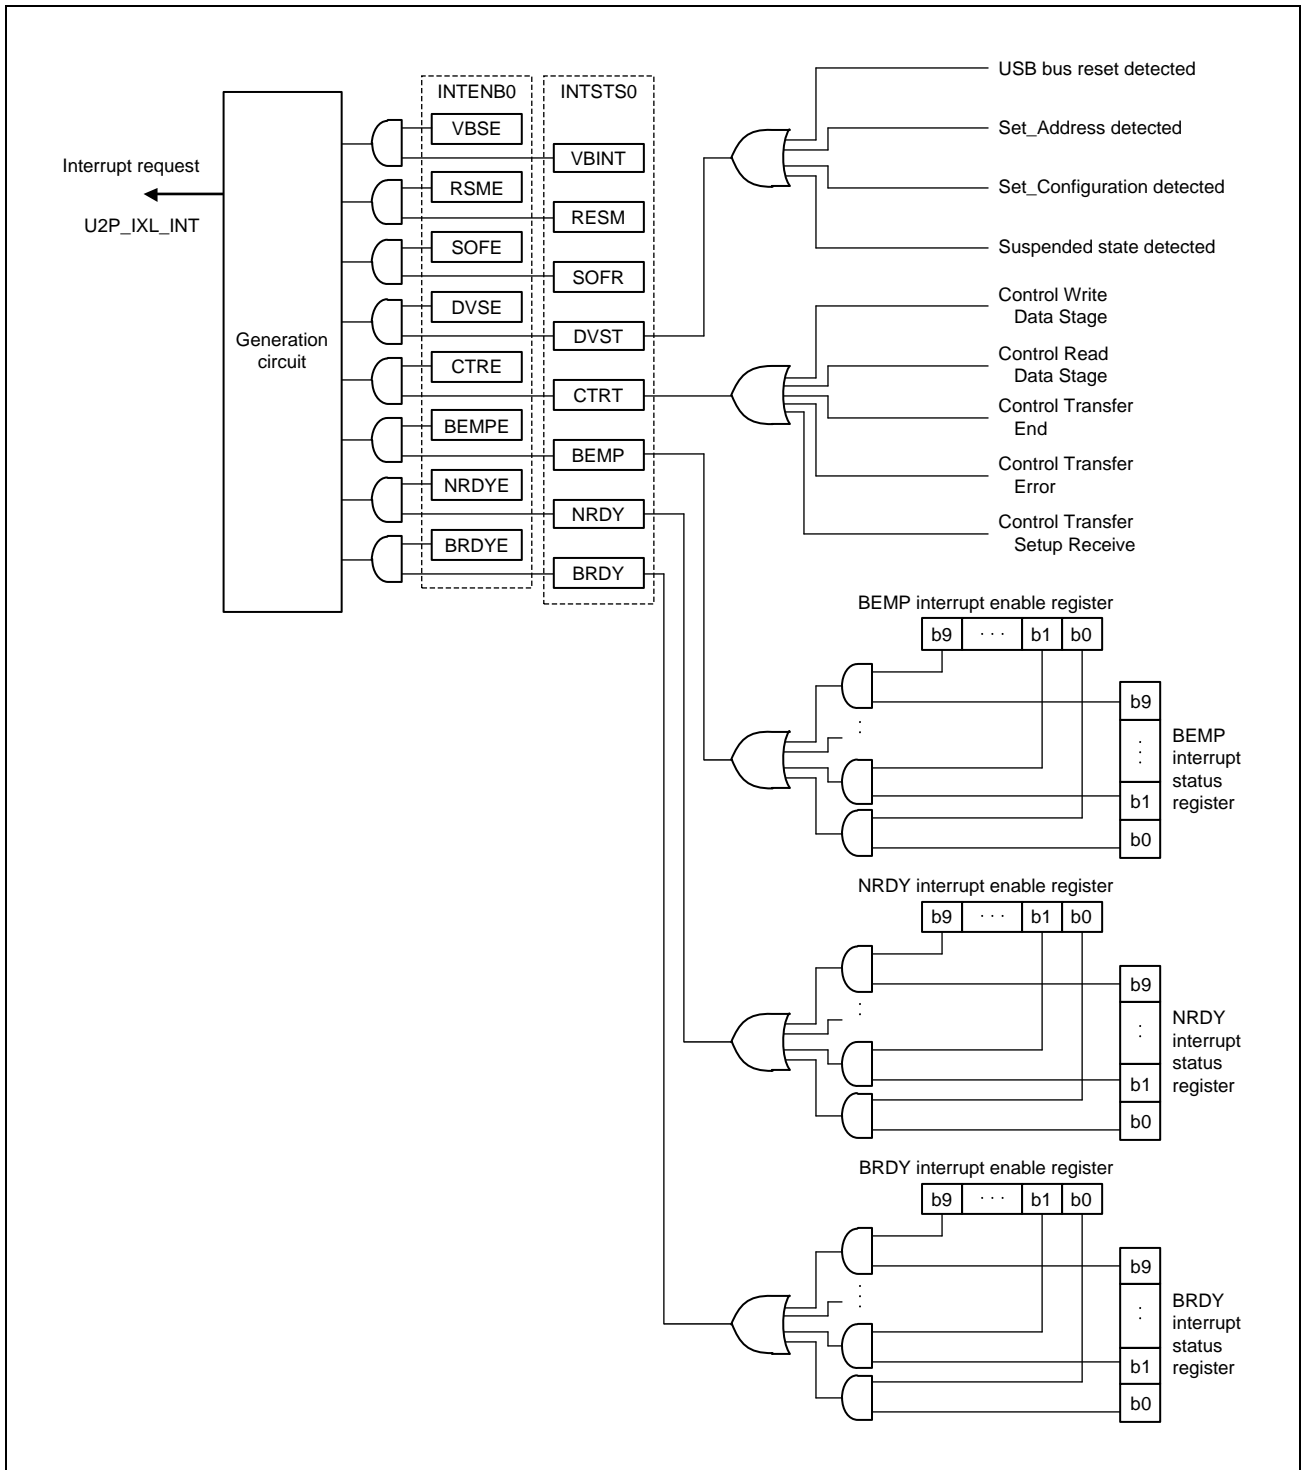 INTENB0
INTSTS0
VBSE
VBINT
RSME
RESM
SOFE
SOFR
DVSE
DVST
CTRE
CTRT
BEMPE
BEMP
NRDYE
NRDY
BRDYE
BRDY
Interrupt request
U2P_IXL_INT
Generation
circuit
USB bus reset detected
Set_Address detected
Set_Configuration detected
Suspended state detected
Control Write
Data Stage
Control Read
Data Stage
Control Transfer
End
Control Transfer
Error
Control Transfer
Setup Receive
BEMP interrupt enable register
b9 · · · b1 b0
b9
b1
b0
BEMP
interrupt
status
register
NRDY interrupt enable register
b9 · · · b1 b0
b9
b1
b0
NRDY
interrupt
status
register
BRDY interrupt enable register
b9 · · · b1 b0
b9
b1
b0
BRDY
interrupt
status
register